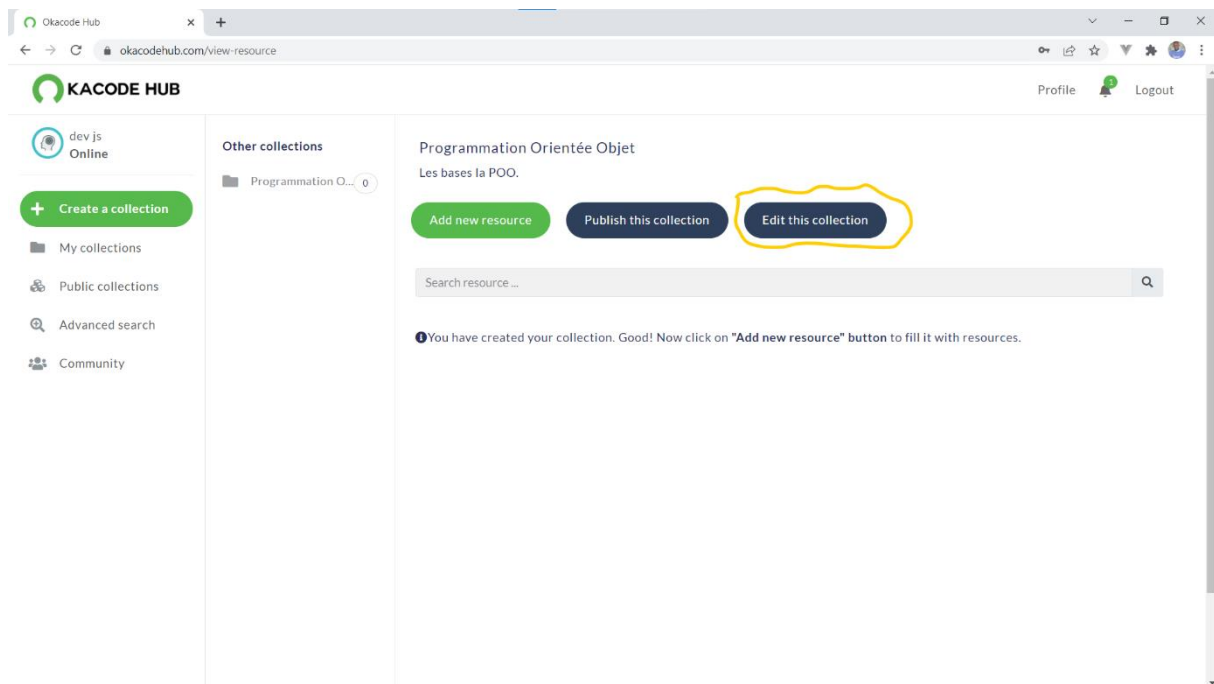 Okacode Hub
okacodehub.com/view-resource
KACODE HUB
Profile
1
Logout
dev js
Online
Create a collection
My collections
Public collections
Advanced search
Community
Other collections
Programmation O... 0
Programmation Orientée Objet
Les bases la POO.
Add new resource
Publish this collection
Edit this collection
Search resource ...
You have created your collection. Good! Now click on "Add new resource" button to fill it with resources.